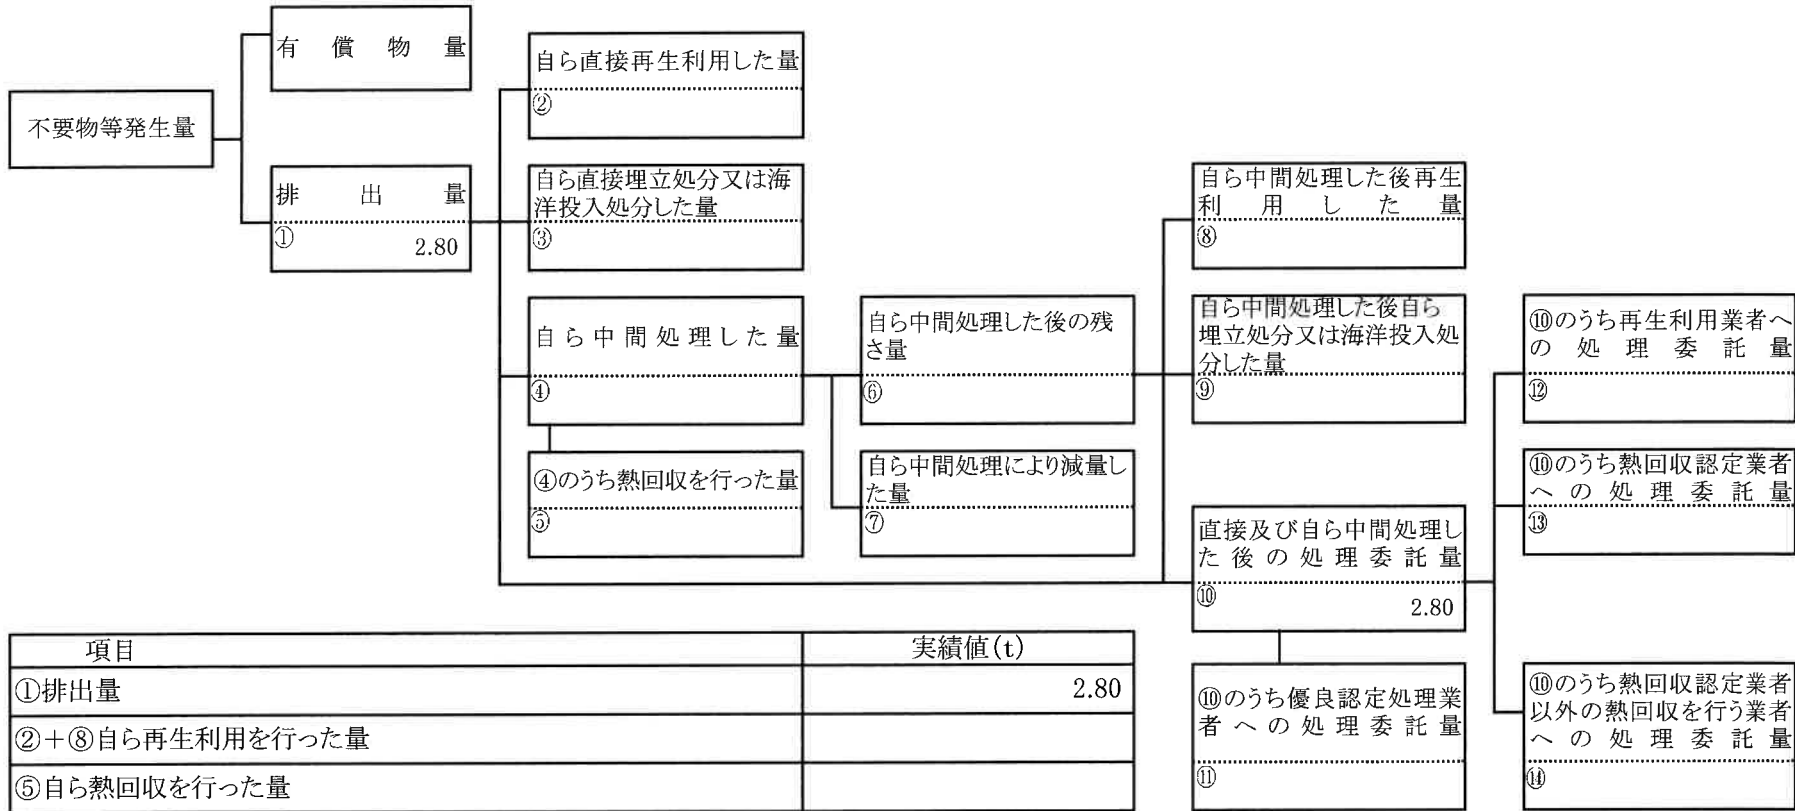 有償物量
不要物等発生量
排出量
①
2.80
自ら直接再生利用した量
②
自ら直接埋立処分又は海
洋投入処分した量
③
自ら中間処理した量
④
④のうち熱回収を行った量
⑤
自ら中間処理した後の残
さ量
⑥
自ら中間処理により減量し
た量
⑦
自ら中間処理した後再生
利用した量
⑧
自ら中間処理した後自ら
埋立処分又は海洋投入処
分した量
⑨
直接及び自ら中間処理し
た後の処理委託量
⑩
2.80
⑩のうち優良認定処理業
者への処理委託量
⑪
⑩のうち再生利用業者へ
の処理委託量
⑫
⑩のうち熱回収認定業者
への処理委託量
⑬
⑩のうち熱回収認定業者
以外の熱回収を行う業者
への処理委託量
⑭
項目 実績値(t)
①排出量 2.80
②＋⑧自ら再生利用を行った量
⑤自ら熱回収を行った量